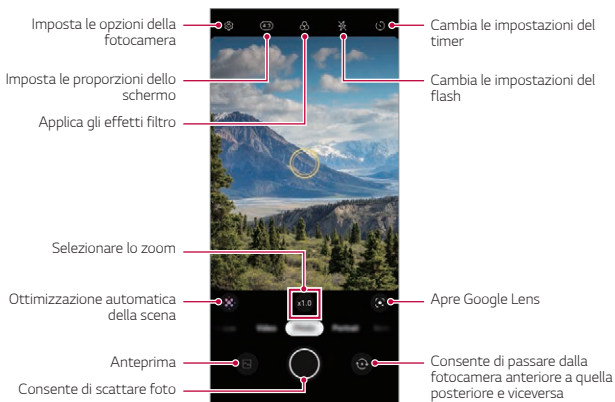 Imposta le opzioni della
fotocamera
Imposta le proporzioni dello
schermo
Applica gli effetti filtro
Cambia le impostazioni del
timer
Cambia le impostazioni del
flash
4:3
Selezionare lo zoom
x1.0
Ottimizzazione automatica
della scena
Apre Google Lens
Video
Photo
Portrait
Anteprima
Consente di scattare foto
Consente di passare dalla
fotocamera anteriore a quella
posteriore e viceversa